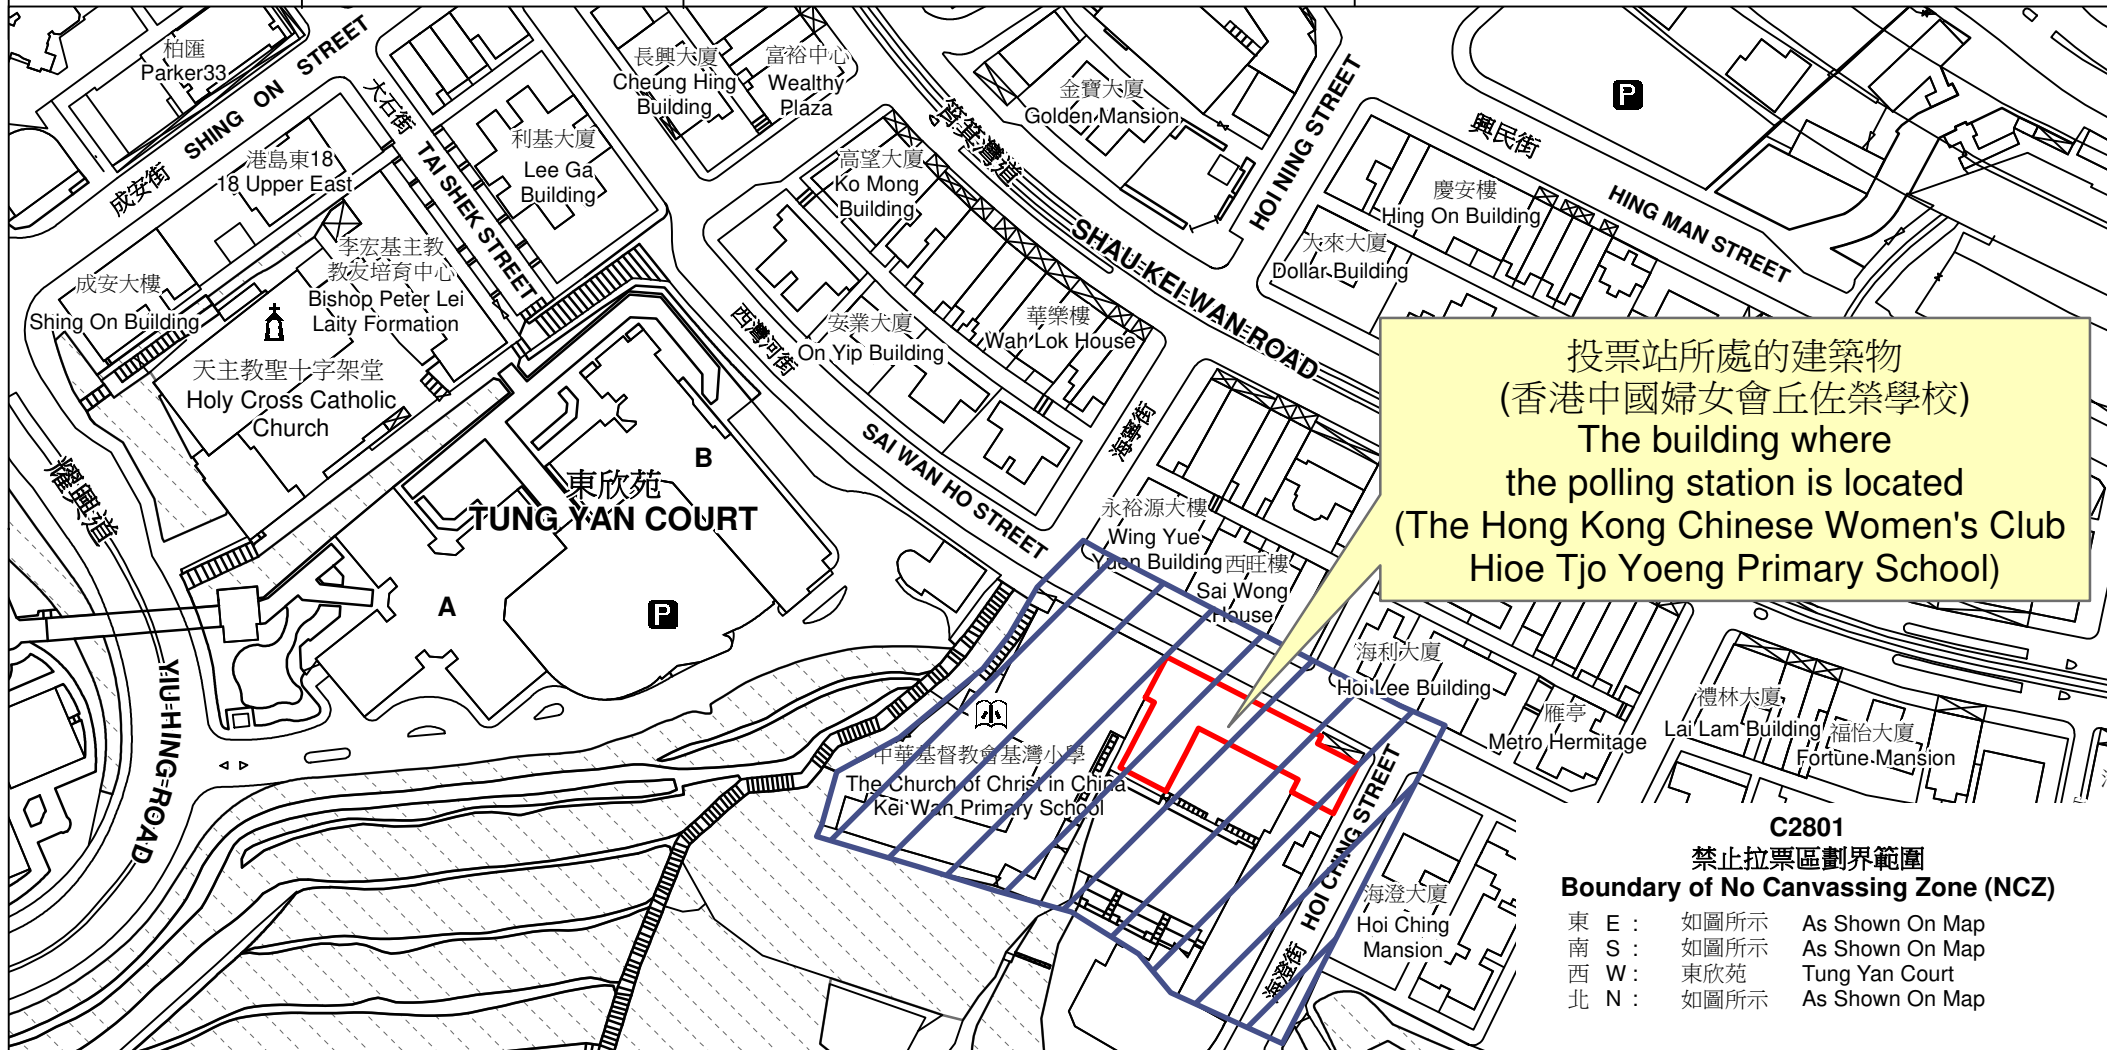 柏匯
Parker33
成安街 SHING ON STREET
大石街 TAI SHEK STREET
長興大廈
Cheung Hing
Building
富裕中心
Wealthy
Plaza
利基大廈
Lee Ga
Building
港島東18
18 Upper East
李宏基主教
教友培育中心
Bishop Peter Lei
Laity Formation
成安大樓
Shing On Building
天主教聖十字架堂
Holy Cross Catholic
Church
高望大廈
Ko Mong
Building
金寶大廈
Golden Mansion
筲箕灣道
SHAU KEI WAN ROAD
HOI NING STREET
海寧街
興民街
HING MAN STREET
P
慶安樓
Hing On Building
大來大廈
Dollar Building
西灣河街
SAI WAN HO STREET
安業大廈
On Yip Building
華樂樓
Wah Lok House
耀興道
YIU HING ROAD
東欣苑
TUNG YAN COURT
A
B
P
永裕源大樓
Wing Yue
Yuen Building
西旺樓
Sai Wong
House
投票站所處的建築物
(香港中國婦女會丘佐榮學校)
The building where
the polling station is located
(The Hong Kong Chinese Women's Club
Hioe Tjo Yoeng Primary School)
海利大廈
Hoi Lee Building
雁亭
Metro Hermitage
禮林大廈
Lai Lam Building
福怡大廈
Fortune Mansion
中華基督教會基灣小學
The Church of Christ in China
Kei Wan Primary School
海澄街 HOI CHING STREET
海澄大廈
Hoi Ching
Mansion
C2801
禁止拉票區劃界範圍
Boundary of No Canvassing Zone (NCZ)
東 E : 如圖所示 As Shown On Map
南 S : 如圖所示 As Shown On Map
西 W : 東欣苑 Tung Yan Court
北 N : 如圖所示 As Shown On Map